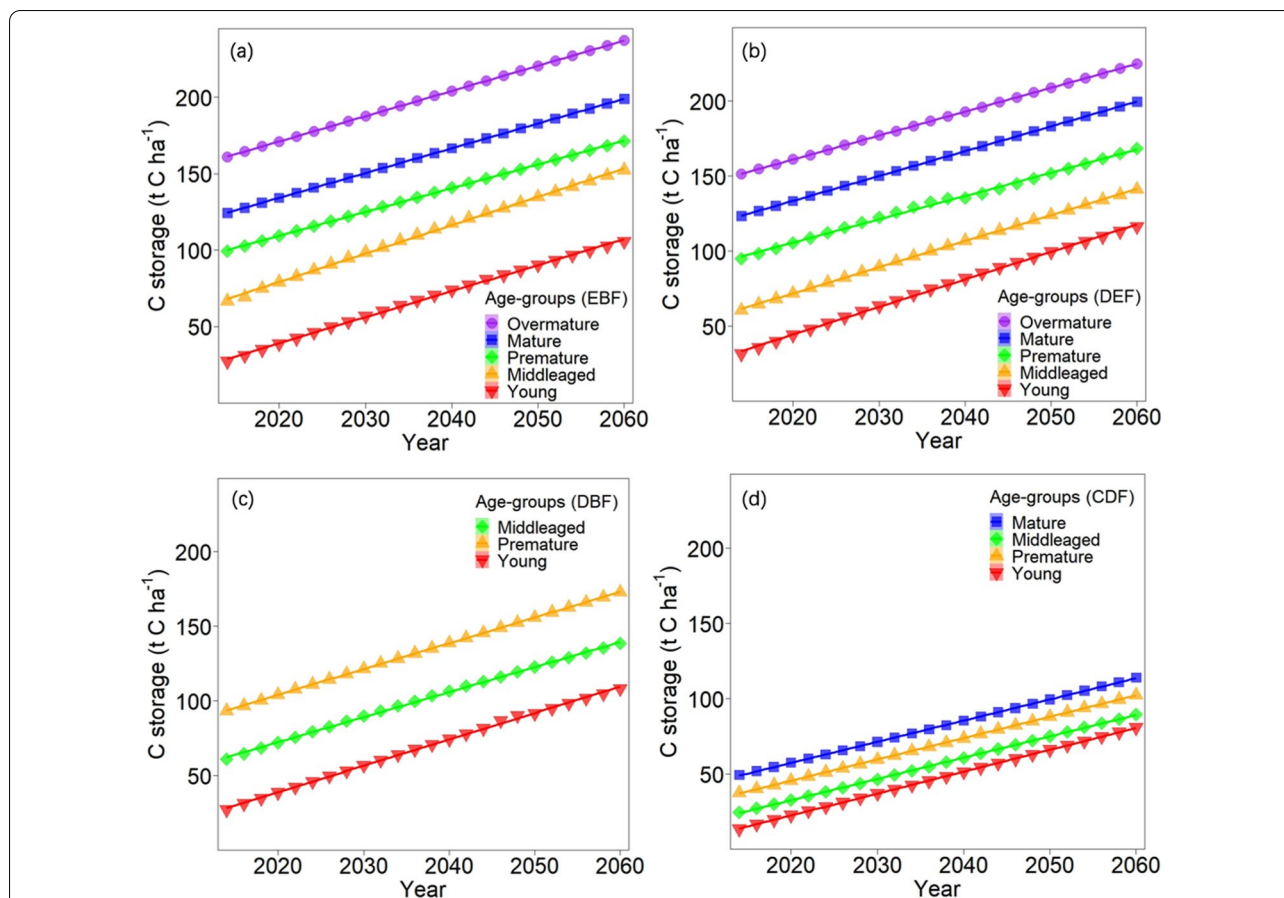 (a)
C storage (t C ha⁻¹)
200
150
100
50
Age-groups (EBF)
Overmature
Mature
Premature
Middleaged
Young
2020 2030 2040 2050 2060
Year
(b)
C storage (t C ha⁻¹)
200
150
100
50
Age-groups (DEF)
Overmature
Mature
Premature
Middleaged
Young
2020 2030 2040 2050 2060
Year
(c)
C storage (t C ha⁻¹)
Age-groups (DBF)
Middleaged
Premature
Young
200
150
100
50
2020 2030 2040 2050 2060
Year
(d)
C storage (t C ha⁻¹)
Age-groups (CDF)
Mature
Middleaged
Premature
Young
200
150
100
50
2020 2030 2040 2050 2060
Year